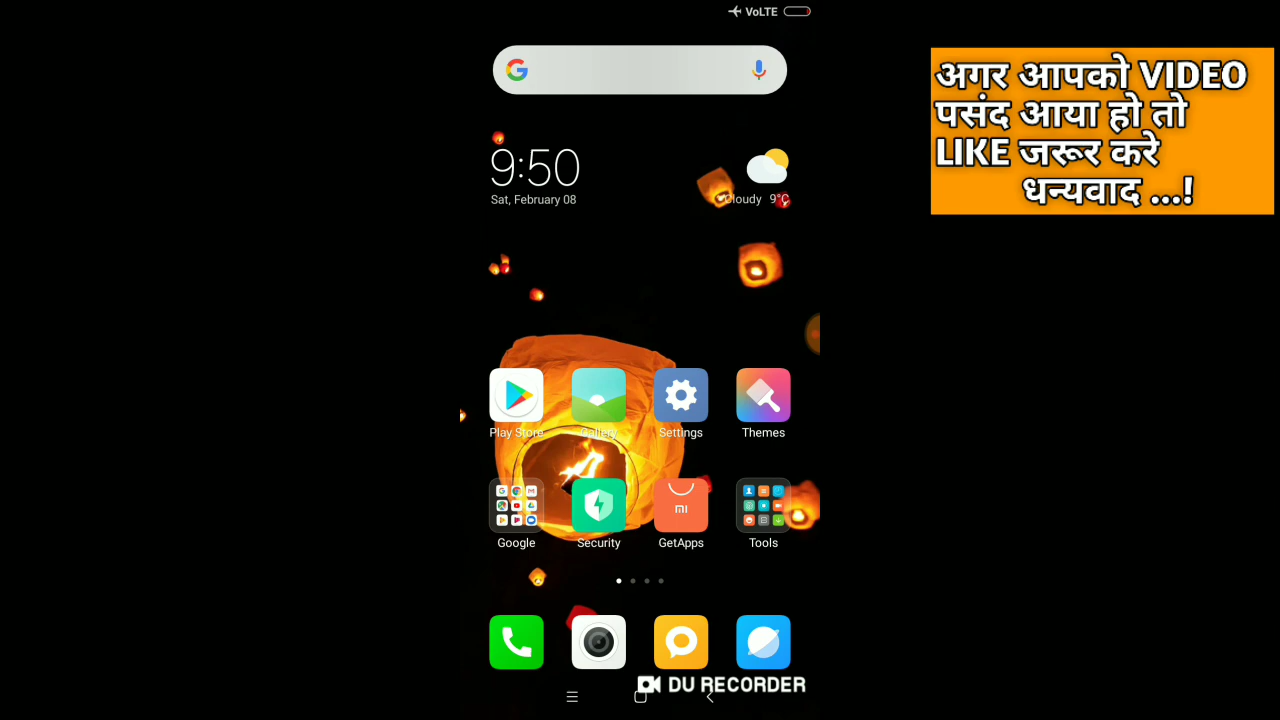 VoLTE
अगर आपको VIDEO
पसंद आया हो तो
LIKE जरूर करे
धन्यवाद ...!
9:50
Sat, February 08
Cloudy 9°C
Play Store Gallery Settings Themes
mi
Google Security GetApps Tools
DU RECORDER